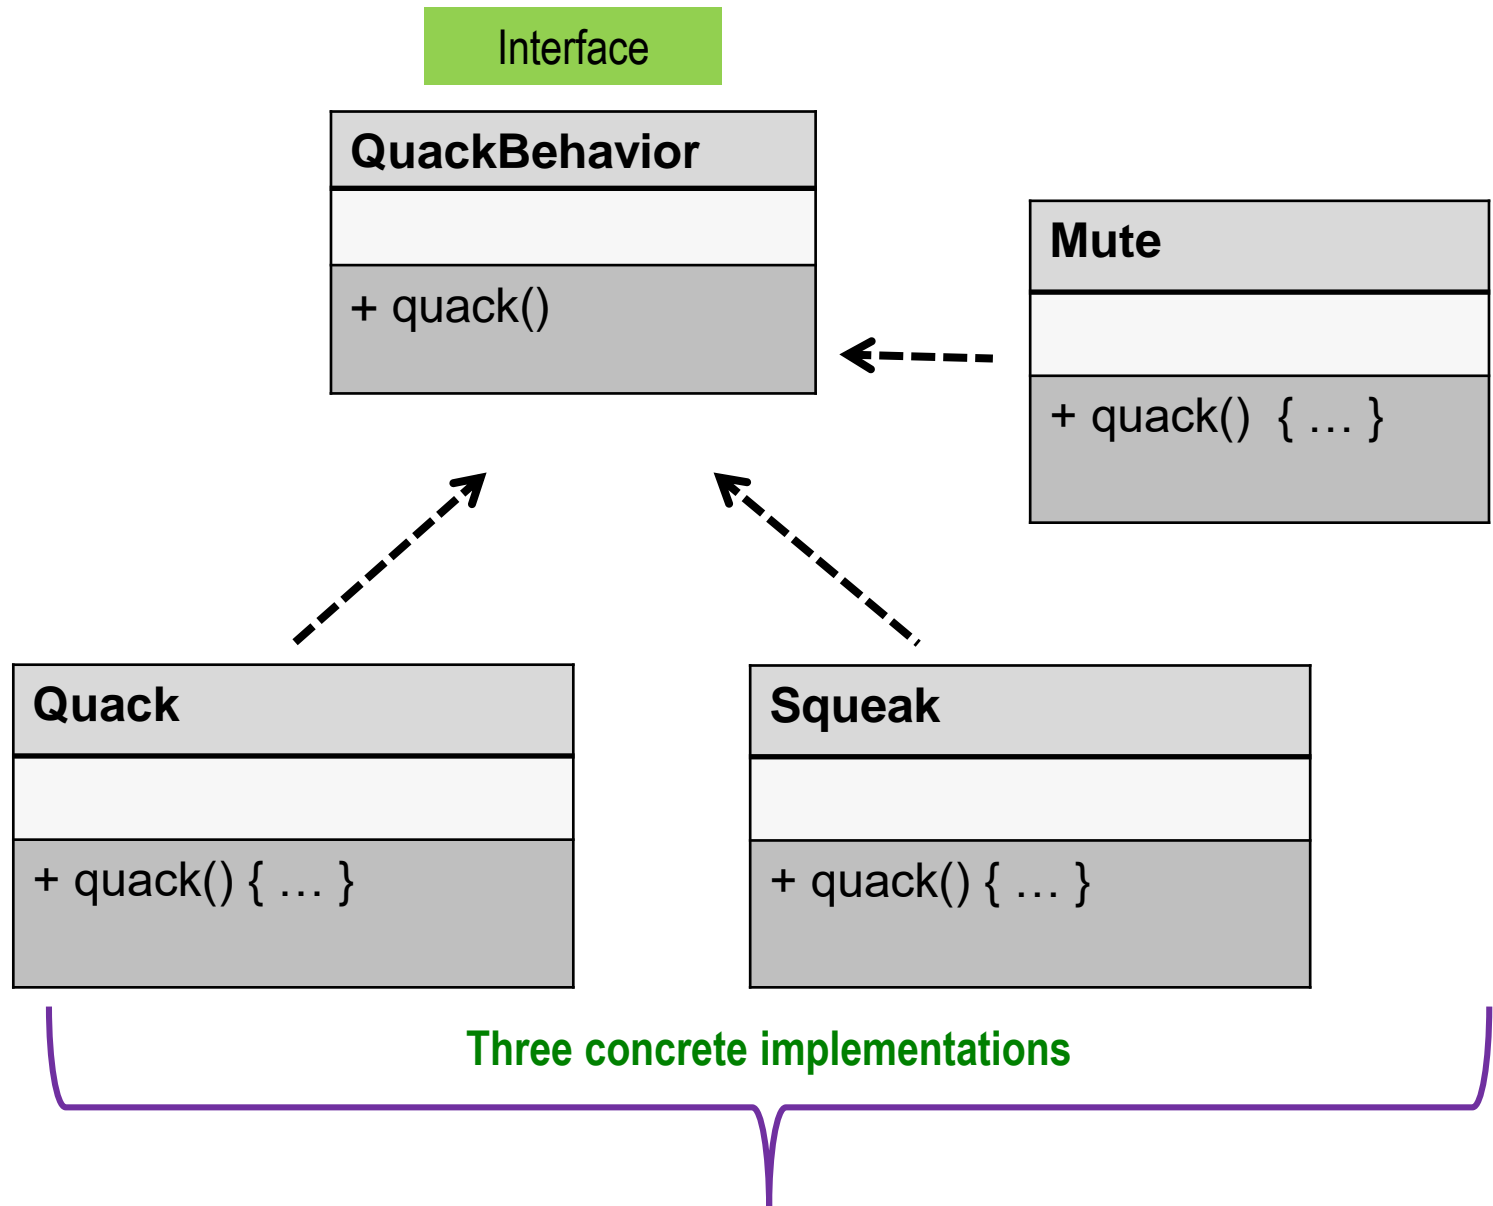 Interface
QuackBehavior
+ quack()
Mute
+ quack() { … }
Quack
+ quack() { … }
Squeak
+ quack() { … }
Three concrete implementations